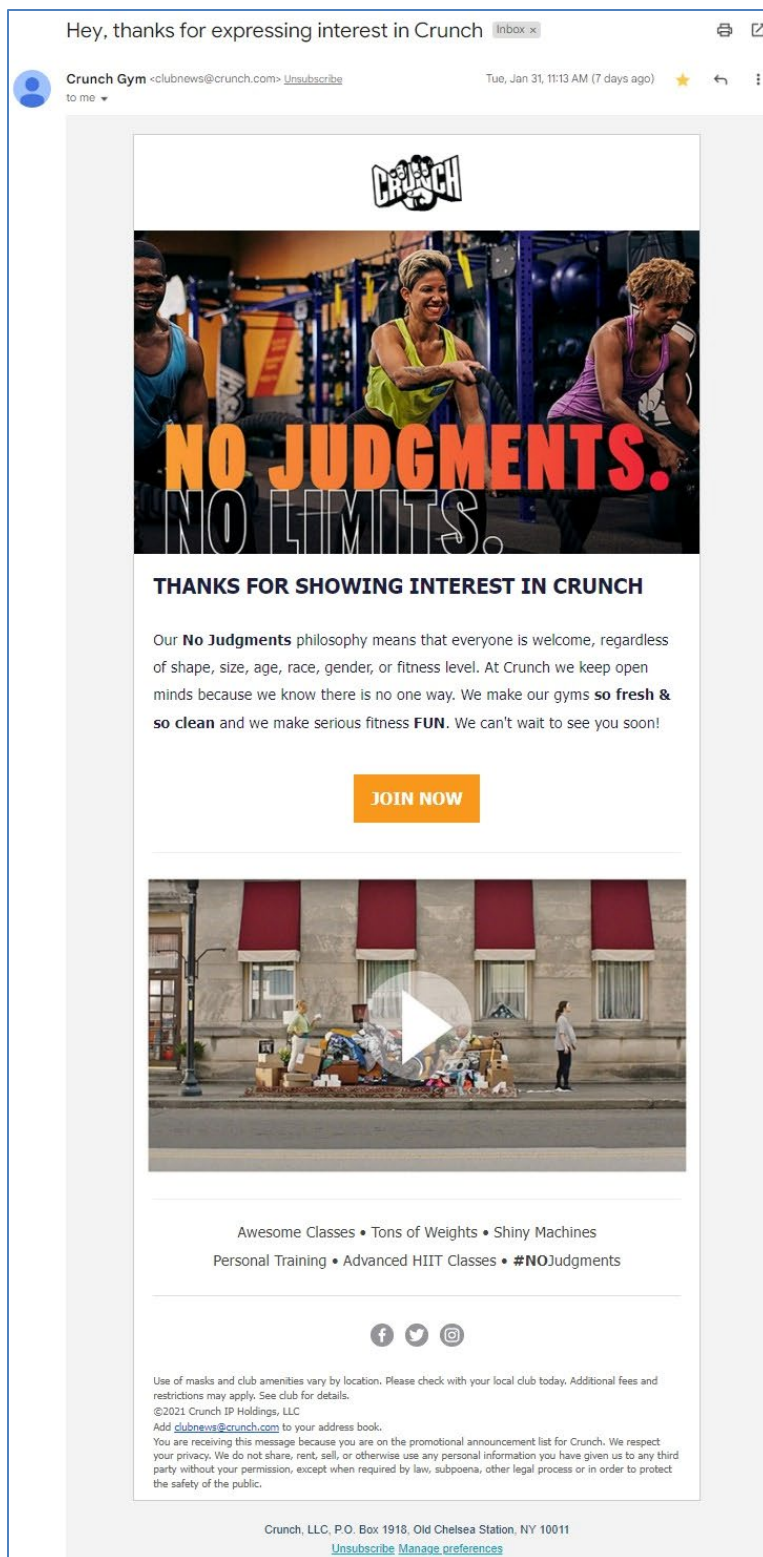 Hey, thanks for expressing interest in Crunch Inbox ×
Crunch Gym <clubnews@crunch.com> Unsubscribe
Tue, Jan 31, 11:13 AM (7 days ago)
to me
CRUNCH
NO JUDGMENTS.
NO LIMITS.
THANKS FOR SHOWING INTEREST IN CRUNCH
Our No Judgments philosophy means that everyone is welcome, regardless
of shape, size, age, race, gender, or fitness level. At Crunch we keep open
minds because we know there is no one way. We make our gyms so fresh &
so clean and we make serious fitness FUN. We can't wait to see you soon!
JOIN NOW
Awesome Classes • Tons of Weights • Shiny Machines
Personal Training • Advanced HIIT Classes • #NOJudgments
Use of masks and club amenities vary by location. Please check with your local club today. Additional fees and
restrictions may apply. See club for details.
©2021 Crunch IP Holdings, LLC
Add clubnews@crunch.com to your address book.
You are receiving this message because you are on the promotional announcement list for Crunch. We respect
your privacy. We do not share, rent, sell, or otherwise use any personal information you have given us to any third
party without your permission, except when required by law, subpoena, other legal process or in order to protect
the safety of the public.
Crunch, LLC, P.O. Box 1918, Old Chelsea Station, NY 10011
Unsubscribe Manage preferences